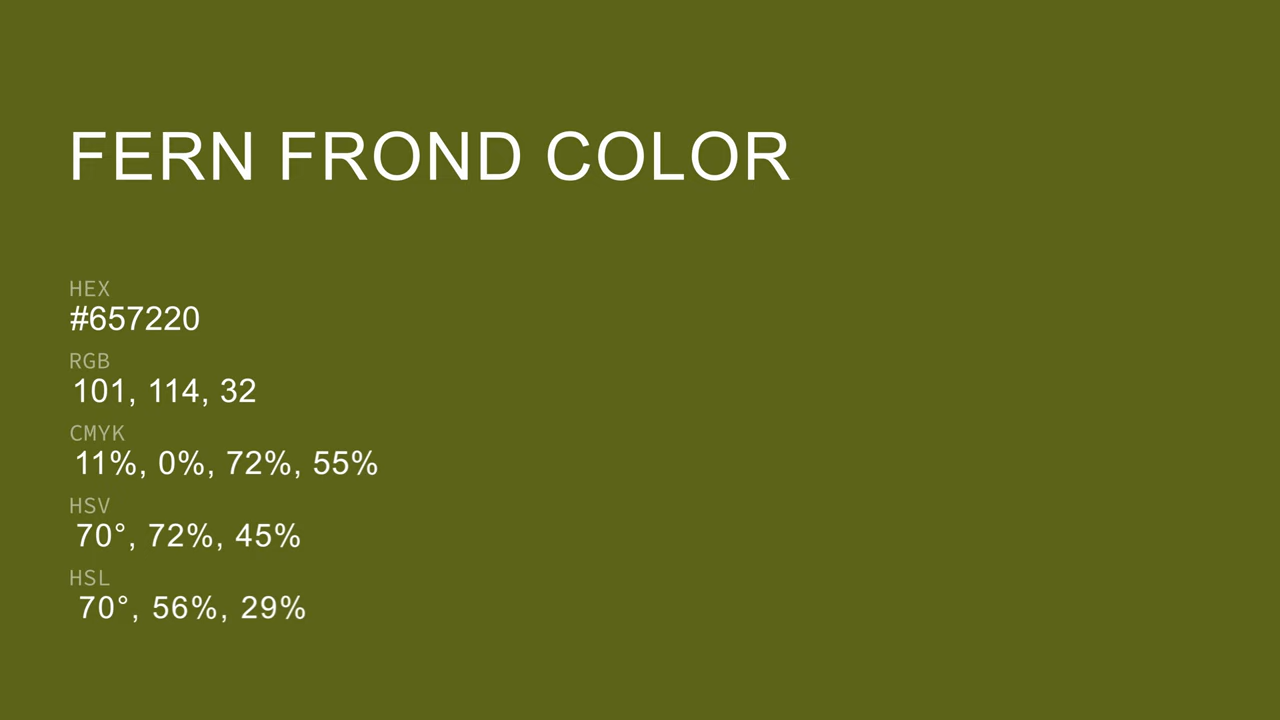 FERN FROND COLOR
HEX
#657220
RGB
101, 114, 32
CMYK
11%, 0%, 72%, 55%
HSV
70°, 72%, 45%
HSL
70°, 56%, 29%